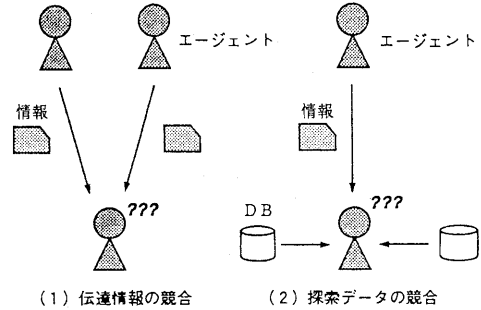 エージェント
エージェント
情報
情報
???
???
DB
(1)伝達情報の競合
(2)探索データの競合